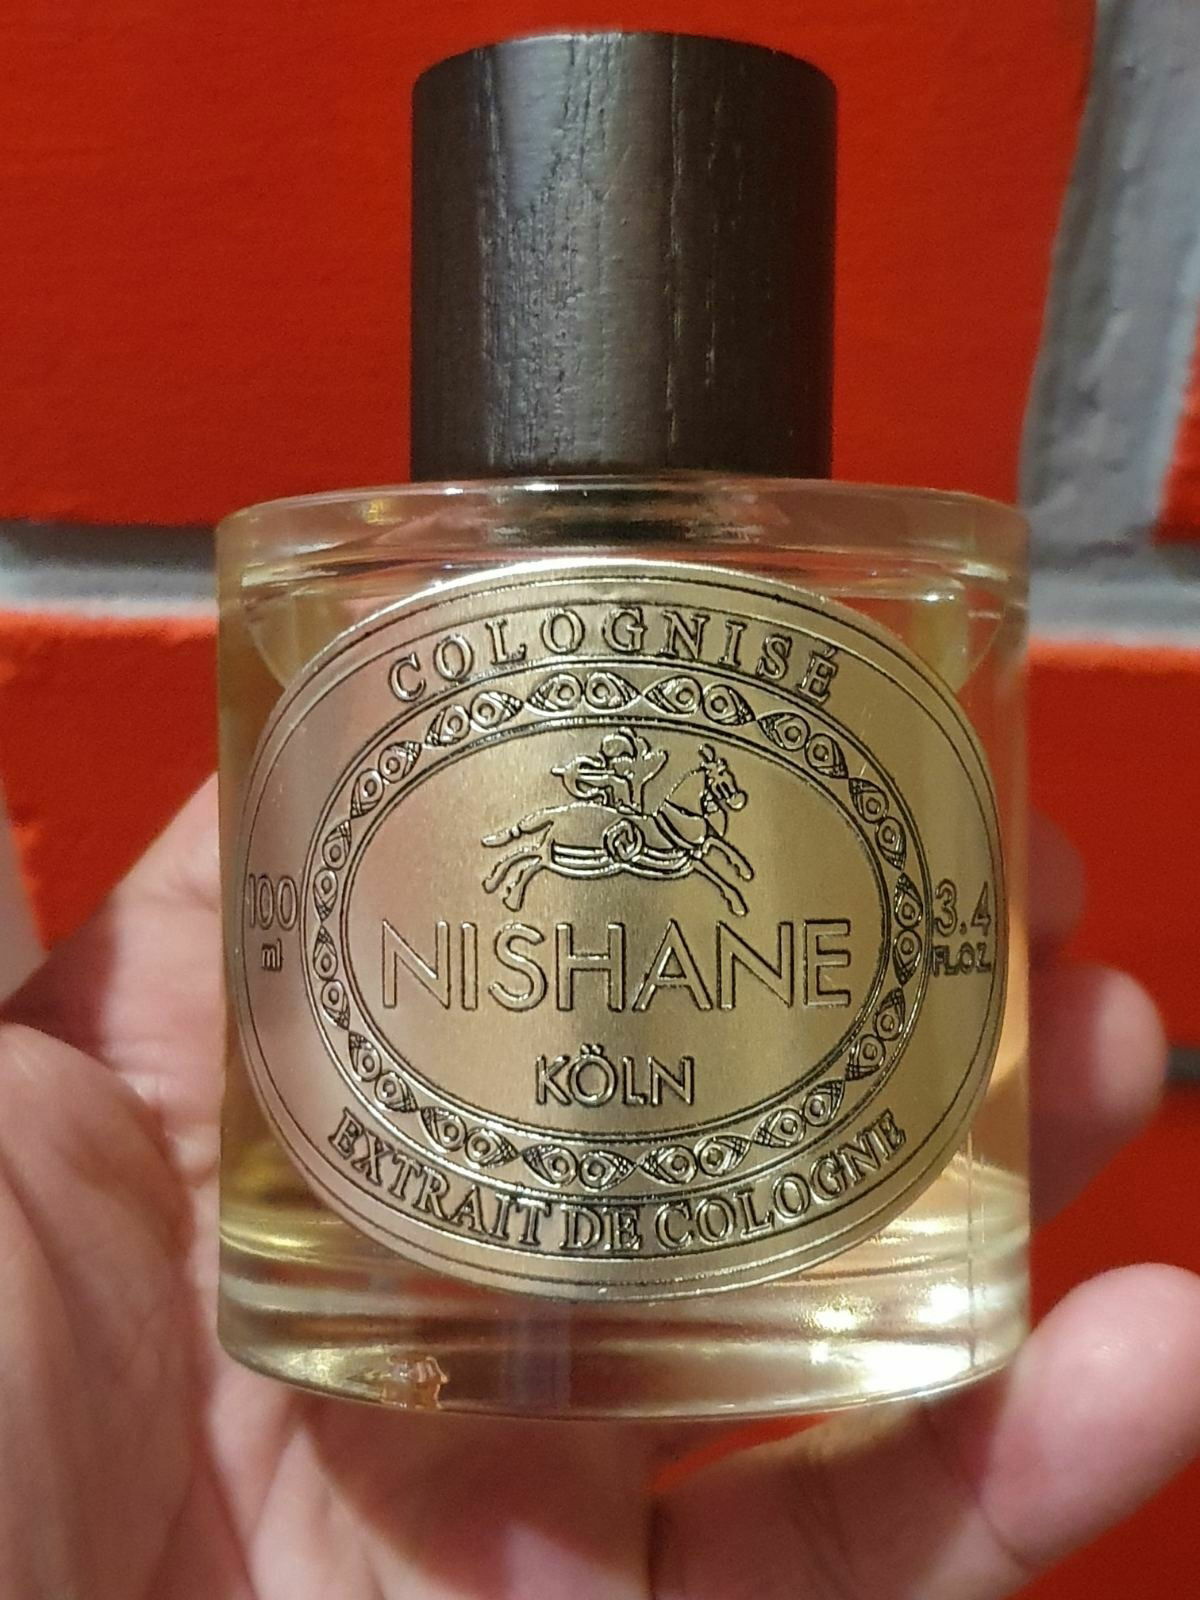 COLOGNISÉ
100
ml
3.4
FL.OZ.
NISHANE
KÖLN
EXTRAIT DE COLOGNE